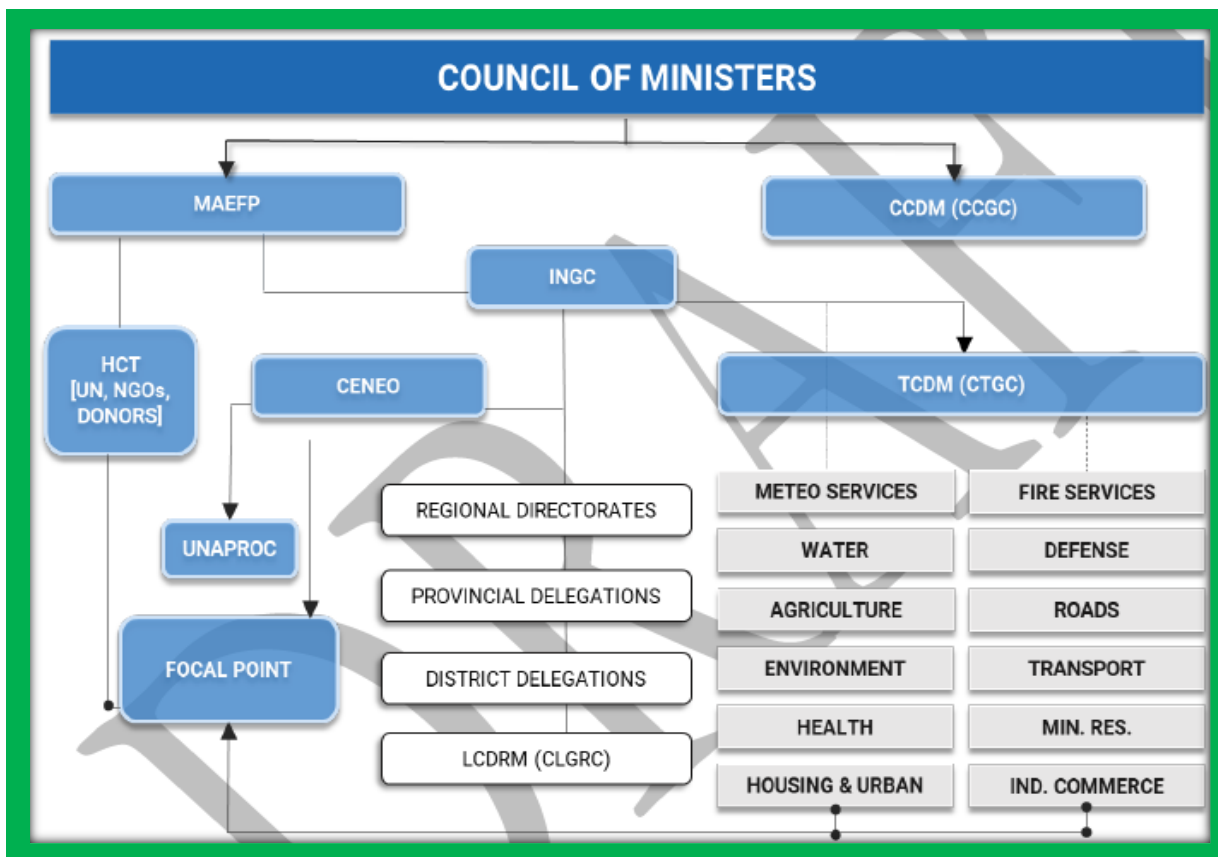 COUNCIL OF MINISTERS
MAEFP
CCDM (CCGC)
INGC
HCT
[UN, NGOs,
DONORS]
CENEO
TCDM (CTGC)
METEO SERVICES
FIRE SERVICES
REGIONAL DIRECTORATES
UNAPROC
WATER
DEFENSE
PROVINCIAL DELEGATIONS
AGRICULTURE
ROADS
FOCAL POINT
DISTRICT DELEGATIONS
ENVIRONMENT
TRANSPORT
HEALTH
MIN. RES.
LCDRM (CLGRC)
HOUSING & URBAN
IND. COMMERCE